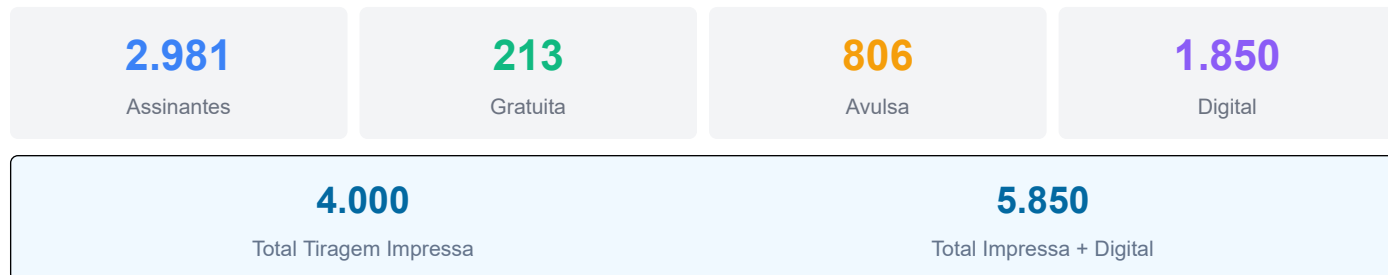 2.981 213 806 1.850
Assinantes Gratuita Avulsa Digital
4.000 5.850
Total Tiragem Impressa Total Impressa + Digital